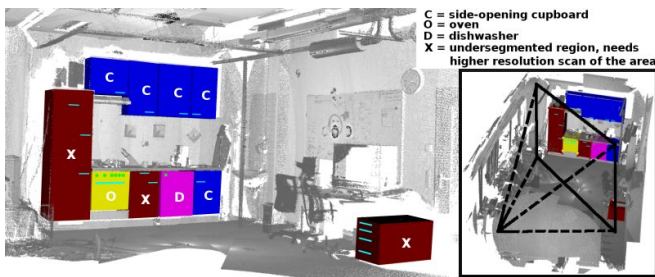 C = side-opening cupboard
O = oven
D = dishwasher
X = undersegmented region, needs
higher resolution scan of the area
C C C C
X
O X D C
X